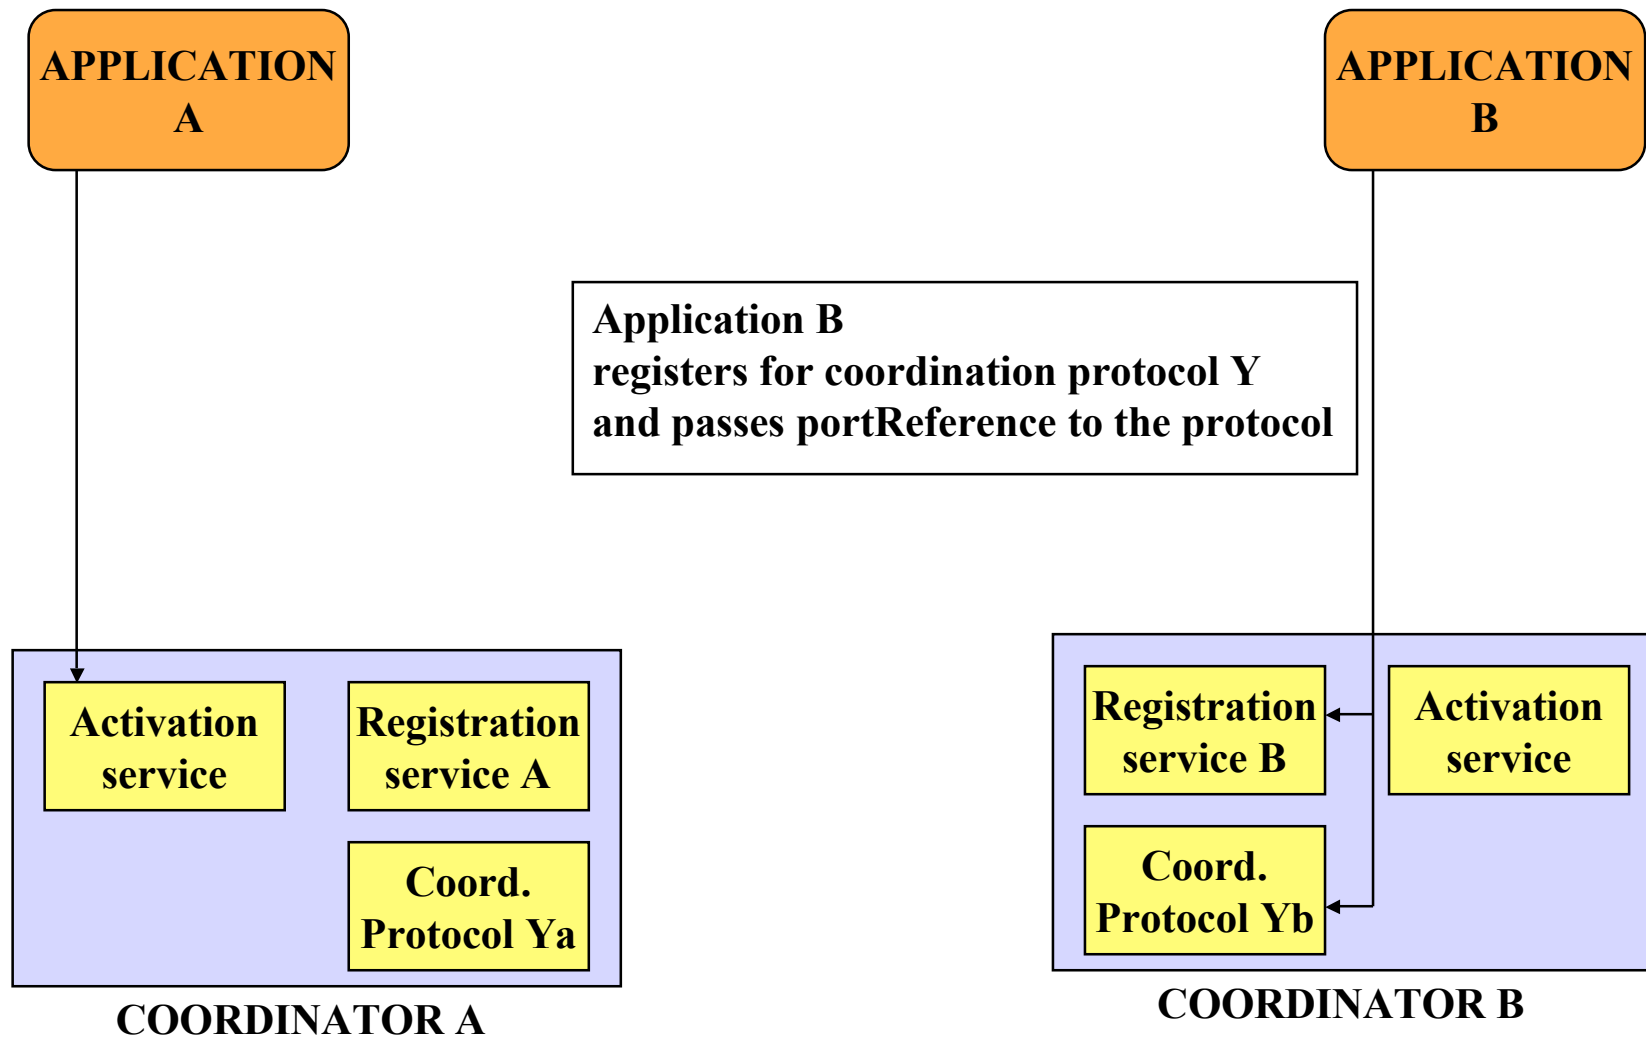 APPLICATION
A
APPLICATION
B
Application B
registers for coordination protocol Y
and passes portReference to the protocol
Activation
service
Registration
service A
Coord.
Protocol Ya
COORDINATOR A
Registration
service B
Activation
service
Coord.
Protocol Yb
COORDINATOR B